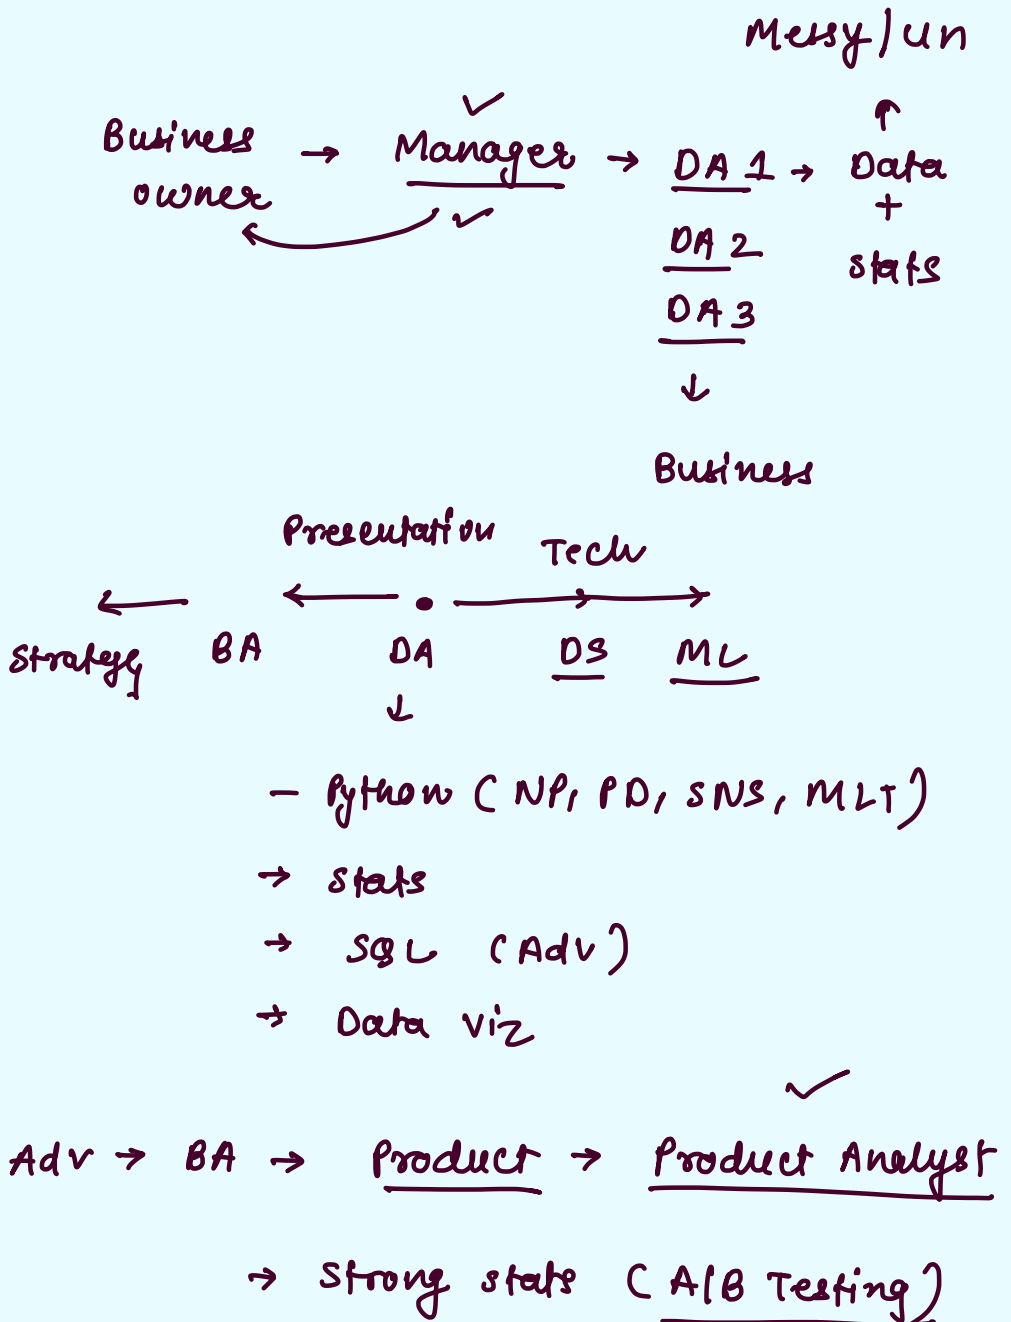 Messy/un
Business owner → Manager → DA 1 → Data + Stats
DA 2
DA 3
↓
Business
Presentation Tech
Strategy BA DA DS ML
↓
- Python (NP, PD, SNS, MLT)
→ Stats
→ SQL (Adv)
→ Data viz
Adv → BA → Product → Product Analyst
→ Strong stats (A/B Testing)